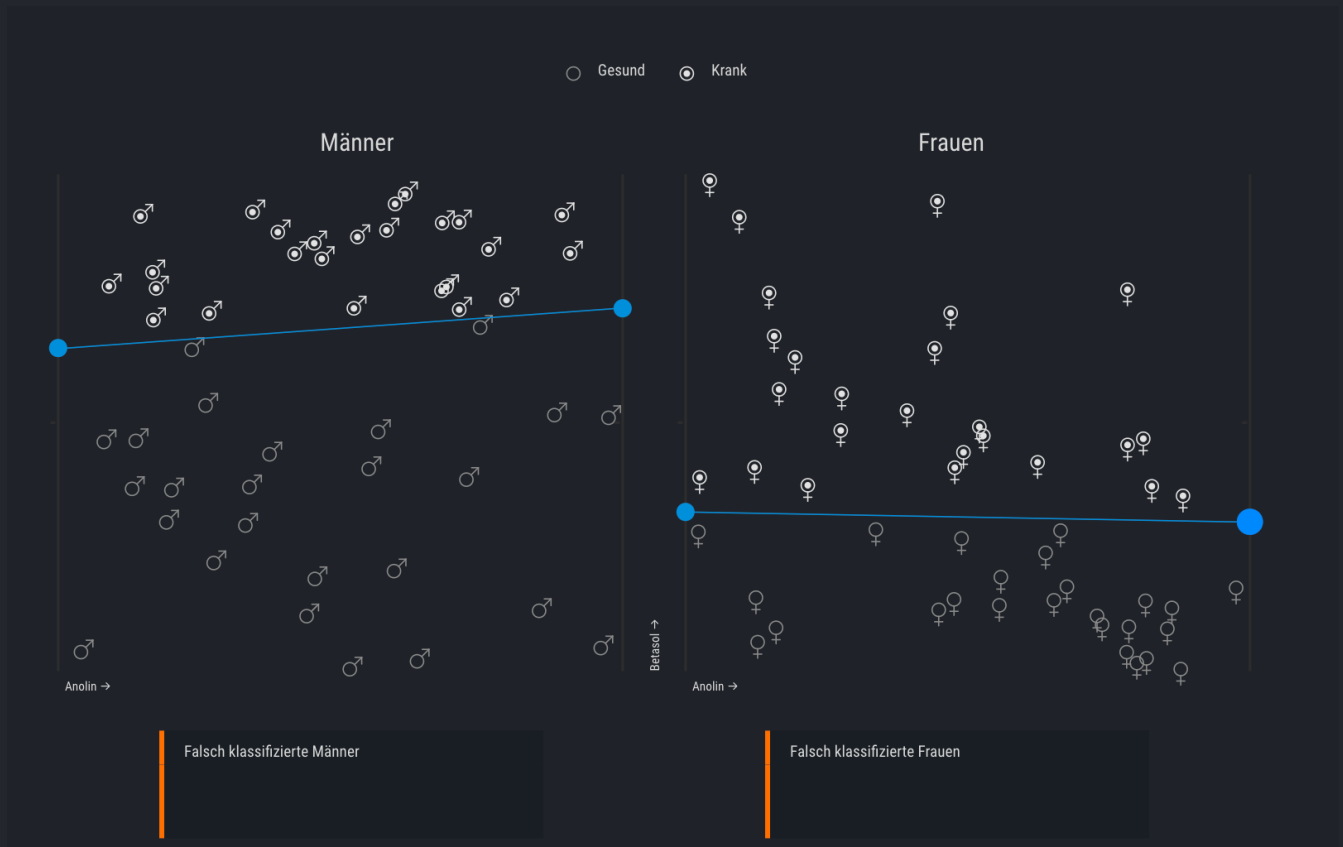 Gesund
Krank
Männer
Frauen
Betasol →
Anolin →
Anolin →
Falsch klassifizierte Männer
Falsch klassifizierte Frauen